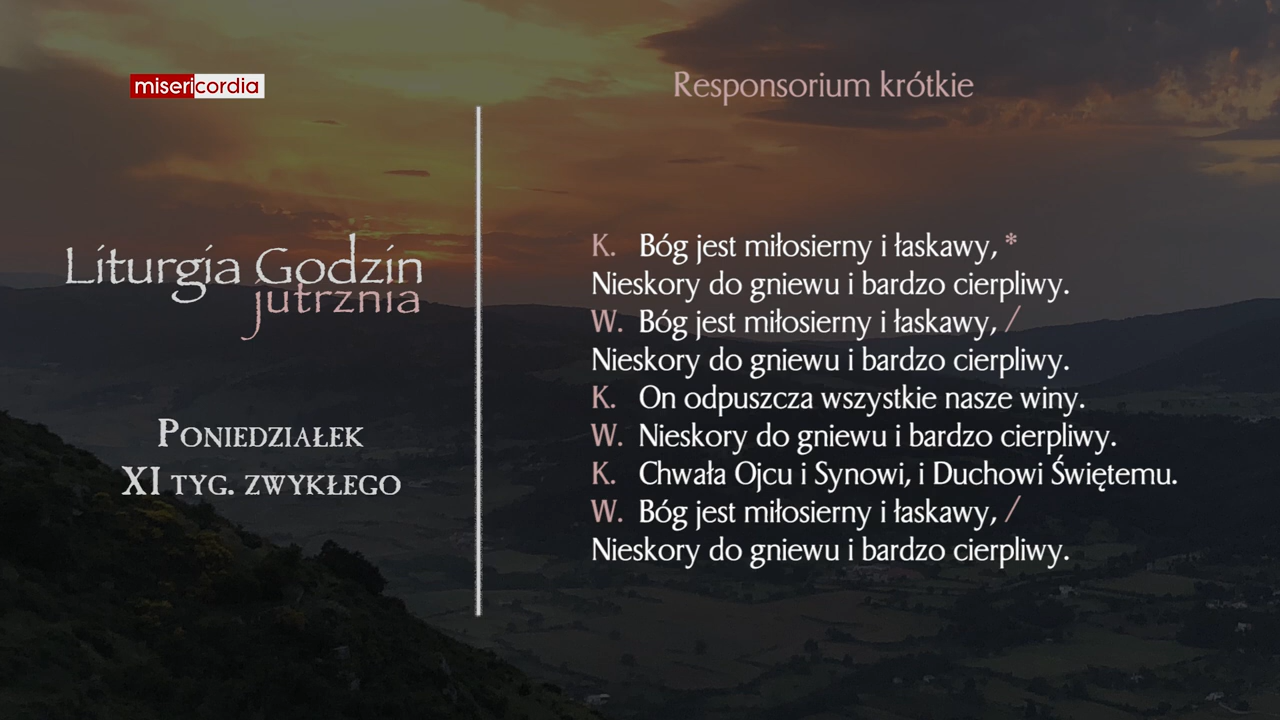 misericordia
Liturgia Godzin
jutrznia
Poniedziałek
XI tyg. zwykłego
Responsorium krótkie
K. Bóg jest miłosierny i łaskawy, *
Nieskory do gniewu i bardzo cierpliwy.
W. Bóg jest miłosierny i łaskawy, /
Nieskory do gniewu i bardzo cierpliwy.
K. On odpuszcza wszystkie nasze winy.
W. Nieskory do gniewu i bardzo cierpliwy.
K. Chwała Ojcu i Synowi, i Duchowi Świętemu.
W. Bóg jest miłosierny i łaskawy, /
Nieskory do gniewu i bardzo cierpliwy.